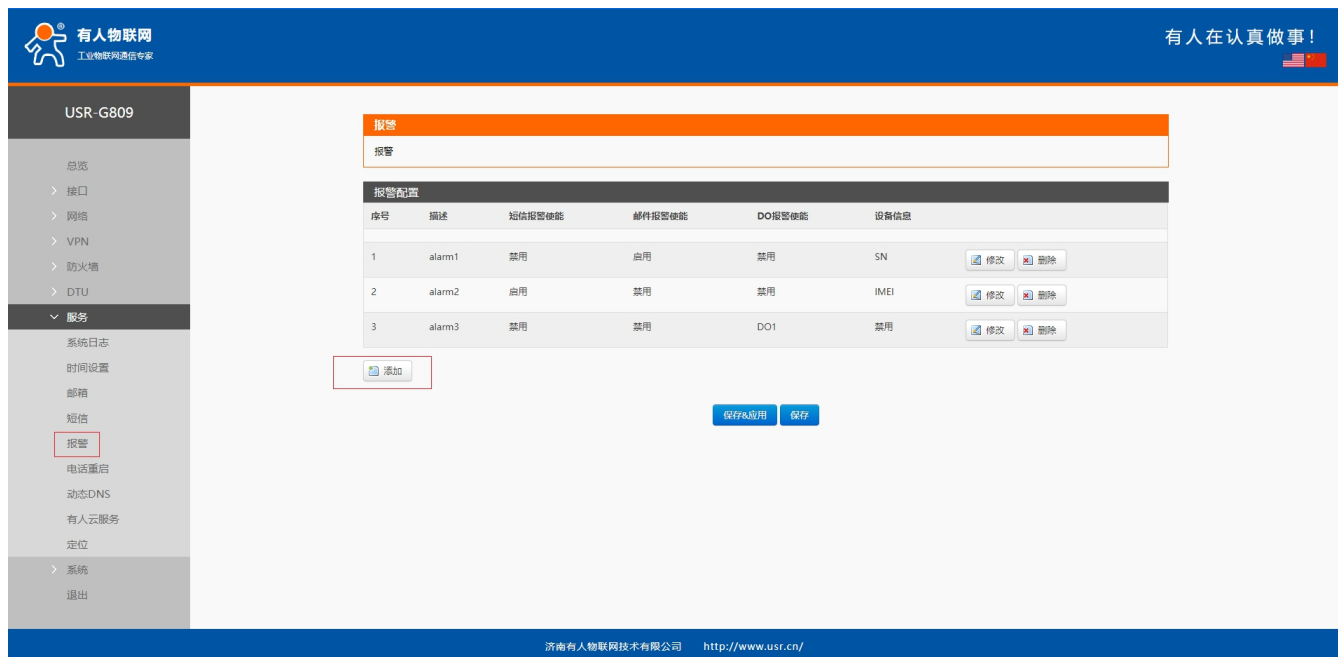 有人物联网
工业物联网通信专家
有人在认真做事!
USR-G809
总览
接口
网络
VPN
防火墙
DTU
服务
系统日志
时间设置
邮箱
短信
报警
电话重启
动态DNS
有人云服务
定位
系统
退出
报警
报警
报警配置
序号 描述 短信报警使能 邮件报警使能 DO报警使能 设备信息
1 alarm1 禁用 启用 禁用 SN 修改 删除
2 alarm2 启用 禁用 禁用 IMEI 修改 删除
3 alarm3 禁用 禁用 DO1 禁用 修改 删除
添加
保存&应用 保存
济南有人物联网技术有限公司 http://www.usr.cn/